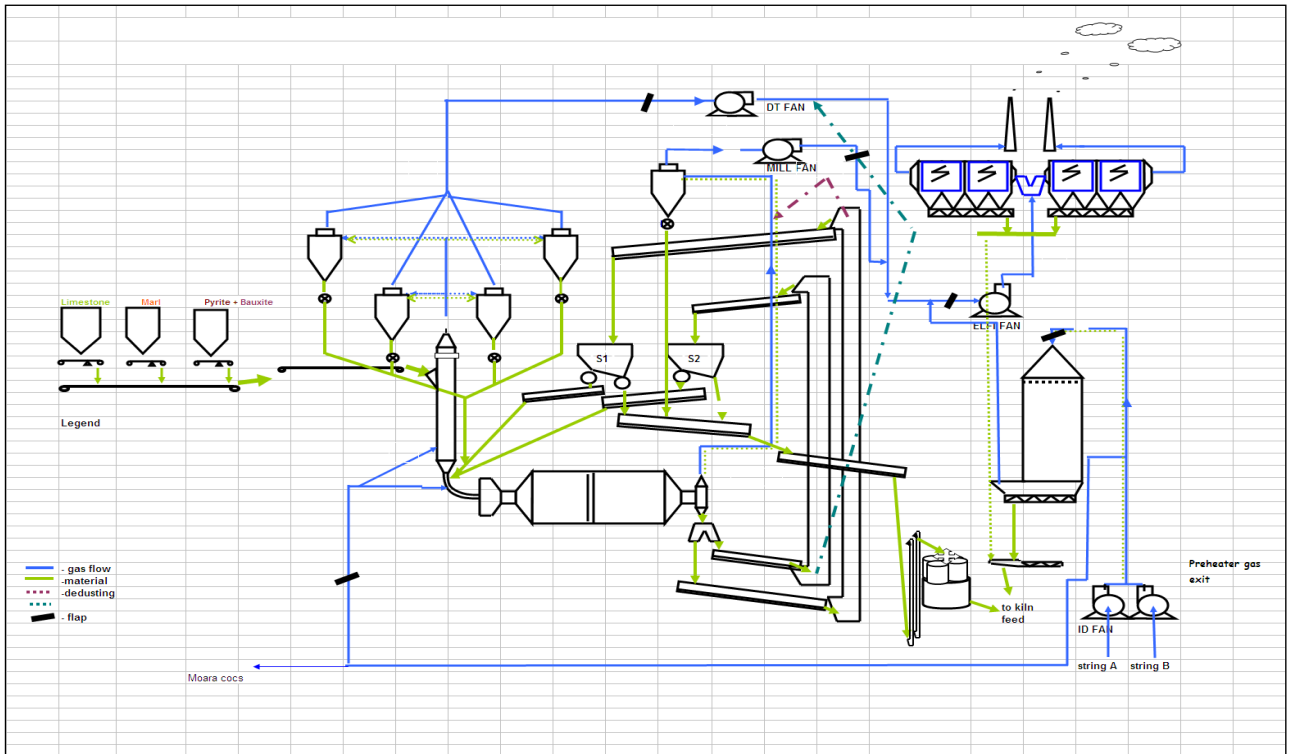 DT FAN
MILL FAN
Limestone Marl Pyrite + Bauxite
ELFI FAN
S1 S2
Legend
- gas flow
-material
-dedusting
- flap
Preheater gas
exit
to kiln
feed
ID FAN
string A string B
Moara cocs